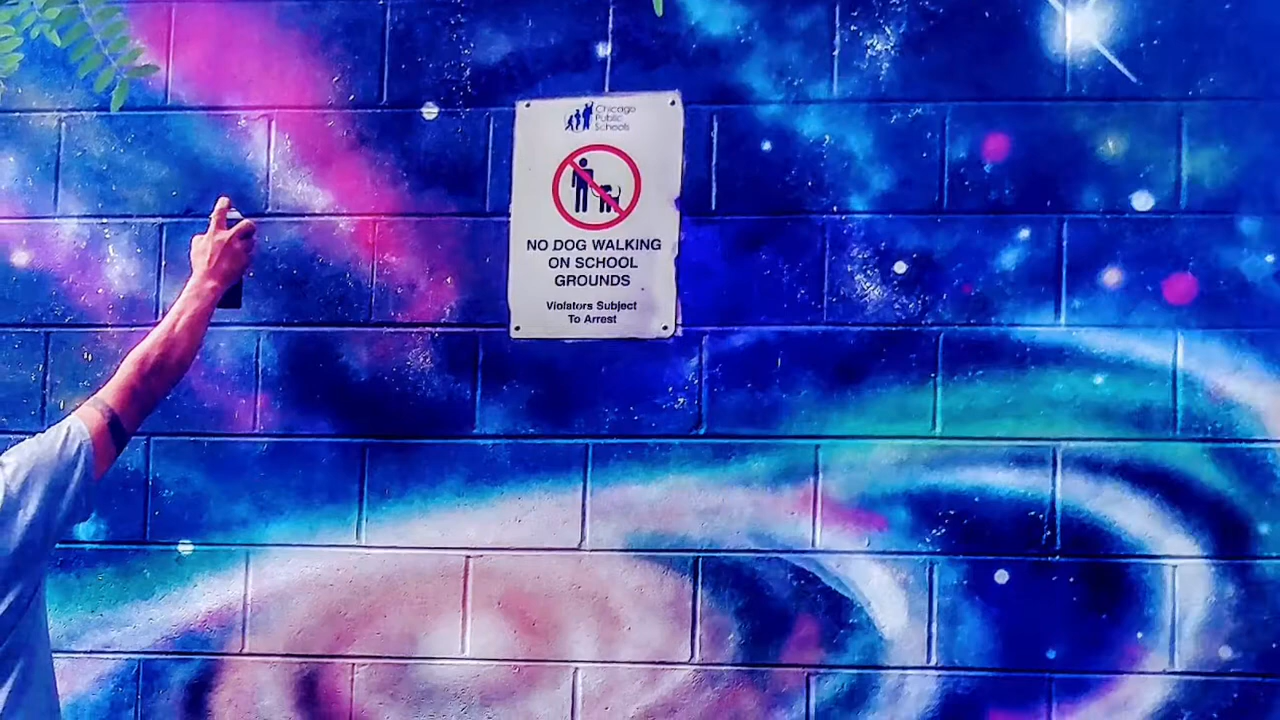 Chicago
Public
Schools
NO DOG WALKING
ON SCHOOL
GROUNDS
Violators Subject
To Arrest